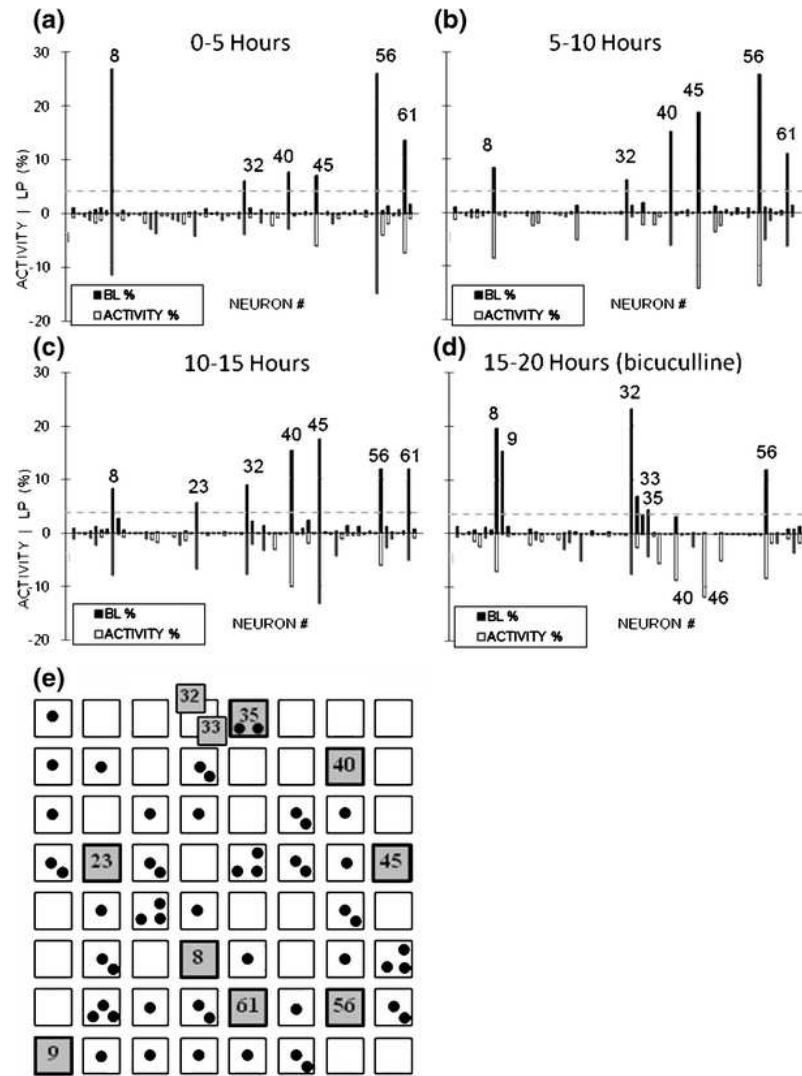 (a)
0-5 Hours
ACTIVITY | LP (%)
30
20
10
0
-10
-20
8
32
40
45
56
61
BL %
ACTIVITY %
NEURON #
(b)
5-10 Hours
8
32
40
45
56
61
BL %
ACTIVITY %
NEURON #
(c)
10-15 Hours
ACTIVITY | LP (%)
30
20
10
0
-10
-20
8
23
32
40
45
56
61
BL %
ACTIVITY %
NEURON #
(d)
15-20 Hours (bicuculline)
8
9
32
33
35
56
40 46
BL %
ACTIVITY %
NEURON #
(e)
32
33
35
40
23
45
8
61
56
9